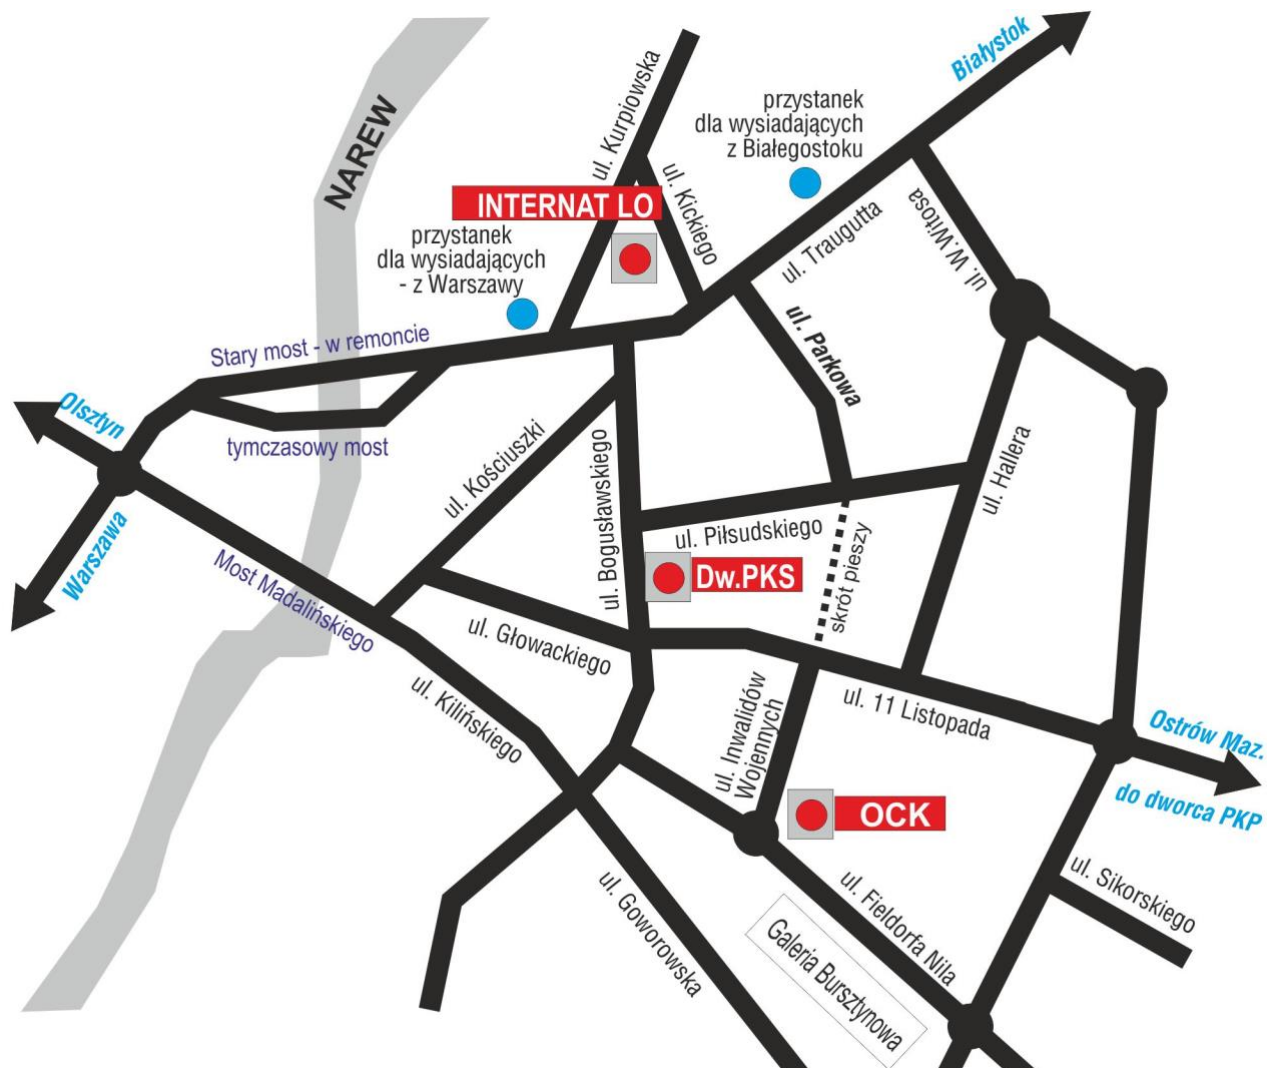 Białystok
ul. Kurpiowska
przystanek
dla wysiadających
z Białegostoku
NAREW
ul. Kickiego
INTERNAT LO
ul. W.Witosa
ul. Traugutta
przystanek
dla wysiadających
- z Warszawy
ul. Parkowa
Stary most - w remoncie
Olsztyn
tymczasowy most
ul. Kościuszki
ul. Bogusławskiego
ul. Hallera
ul. Piłsudskiego
skrót pieszy
Warszawa
Most Madalińskiego
Dw.PKS
ul. Głowackiego
ul. Kilińskiego
ul. Inwalidów
Wojennych
ul. 11 Listopada
Ostrów Maz.
do dworca PKP
OCK
ul. Sikorskiego
ul. Goworowska
ul. Fieldorfa Nila
Galeria Bursztynowa